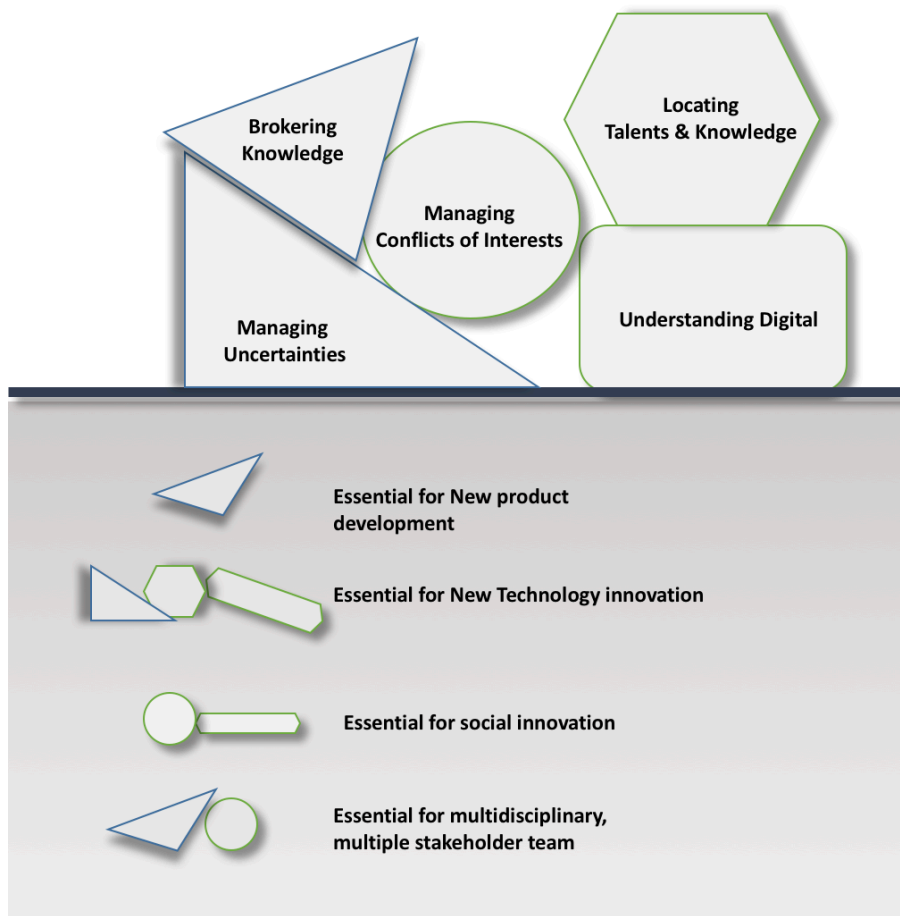 Brokering
Knowledge
Locating
Talents & Knowledge
Managing
Conflicts of Interests
Managing
Uncertainties
Understanding Digital
Essential for New product
development
Essential for New Technology innovation
Essential for social innovation
Essential for multidisciplinary,
multiple stakeholder team